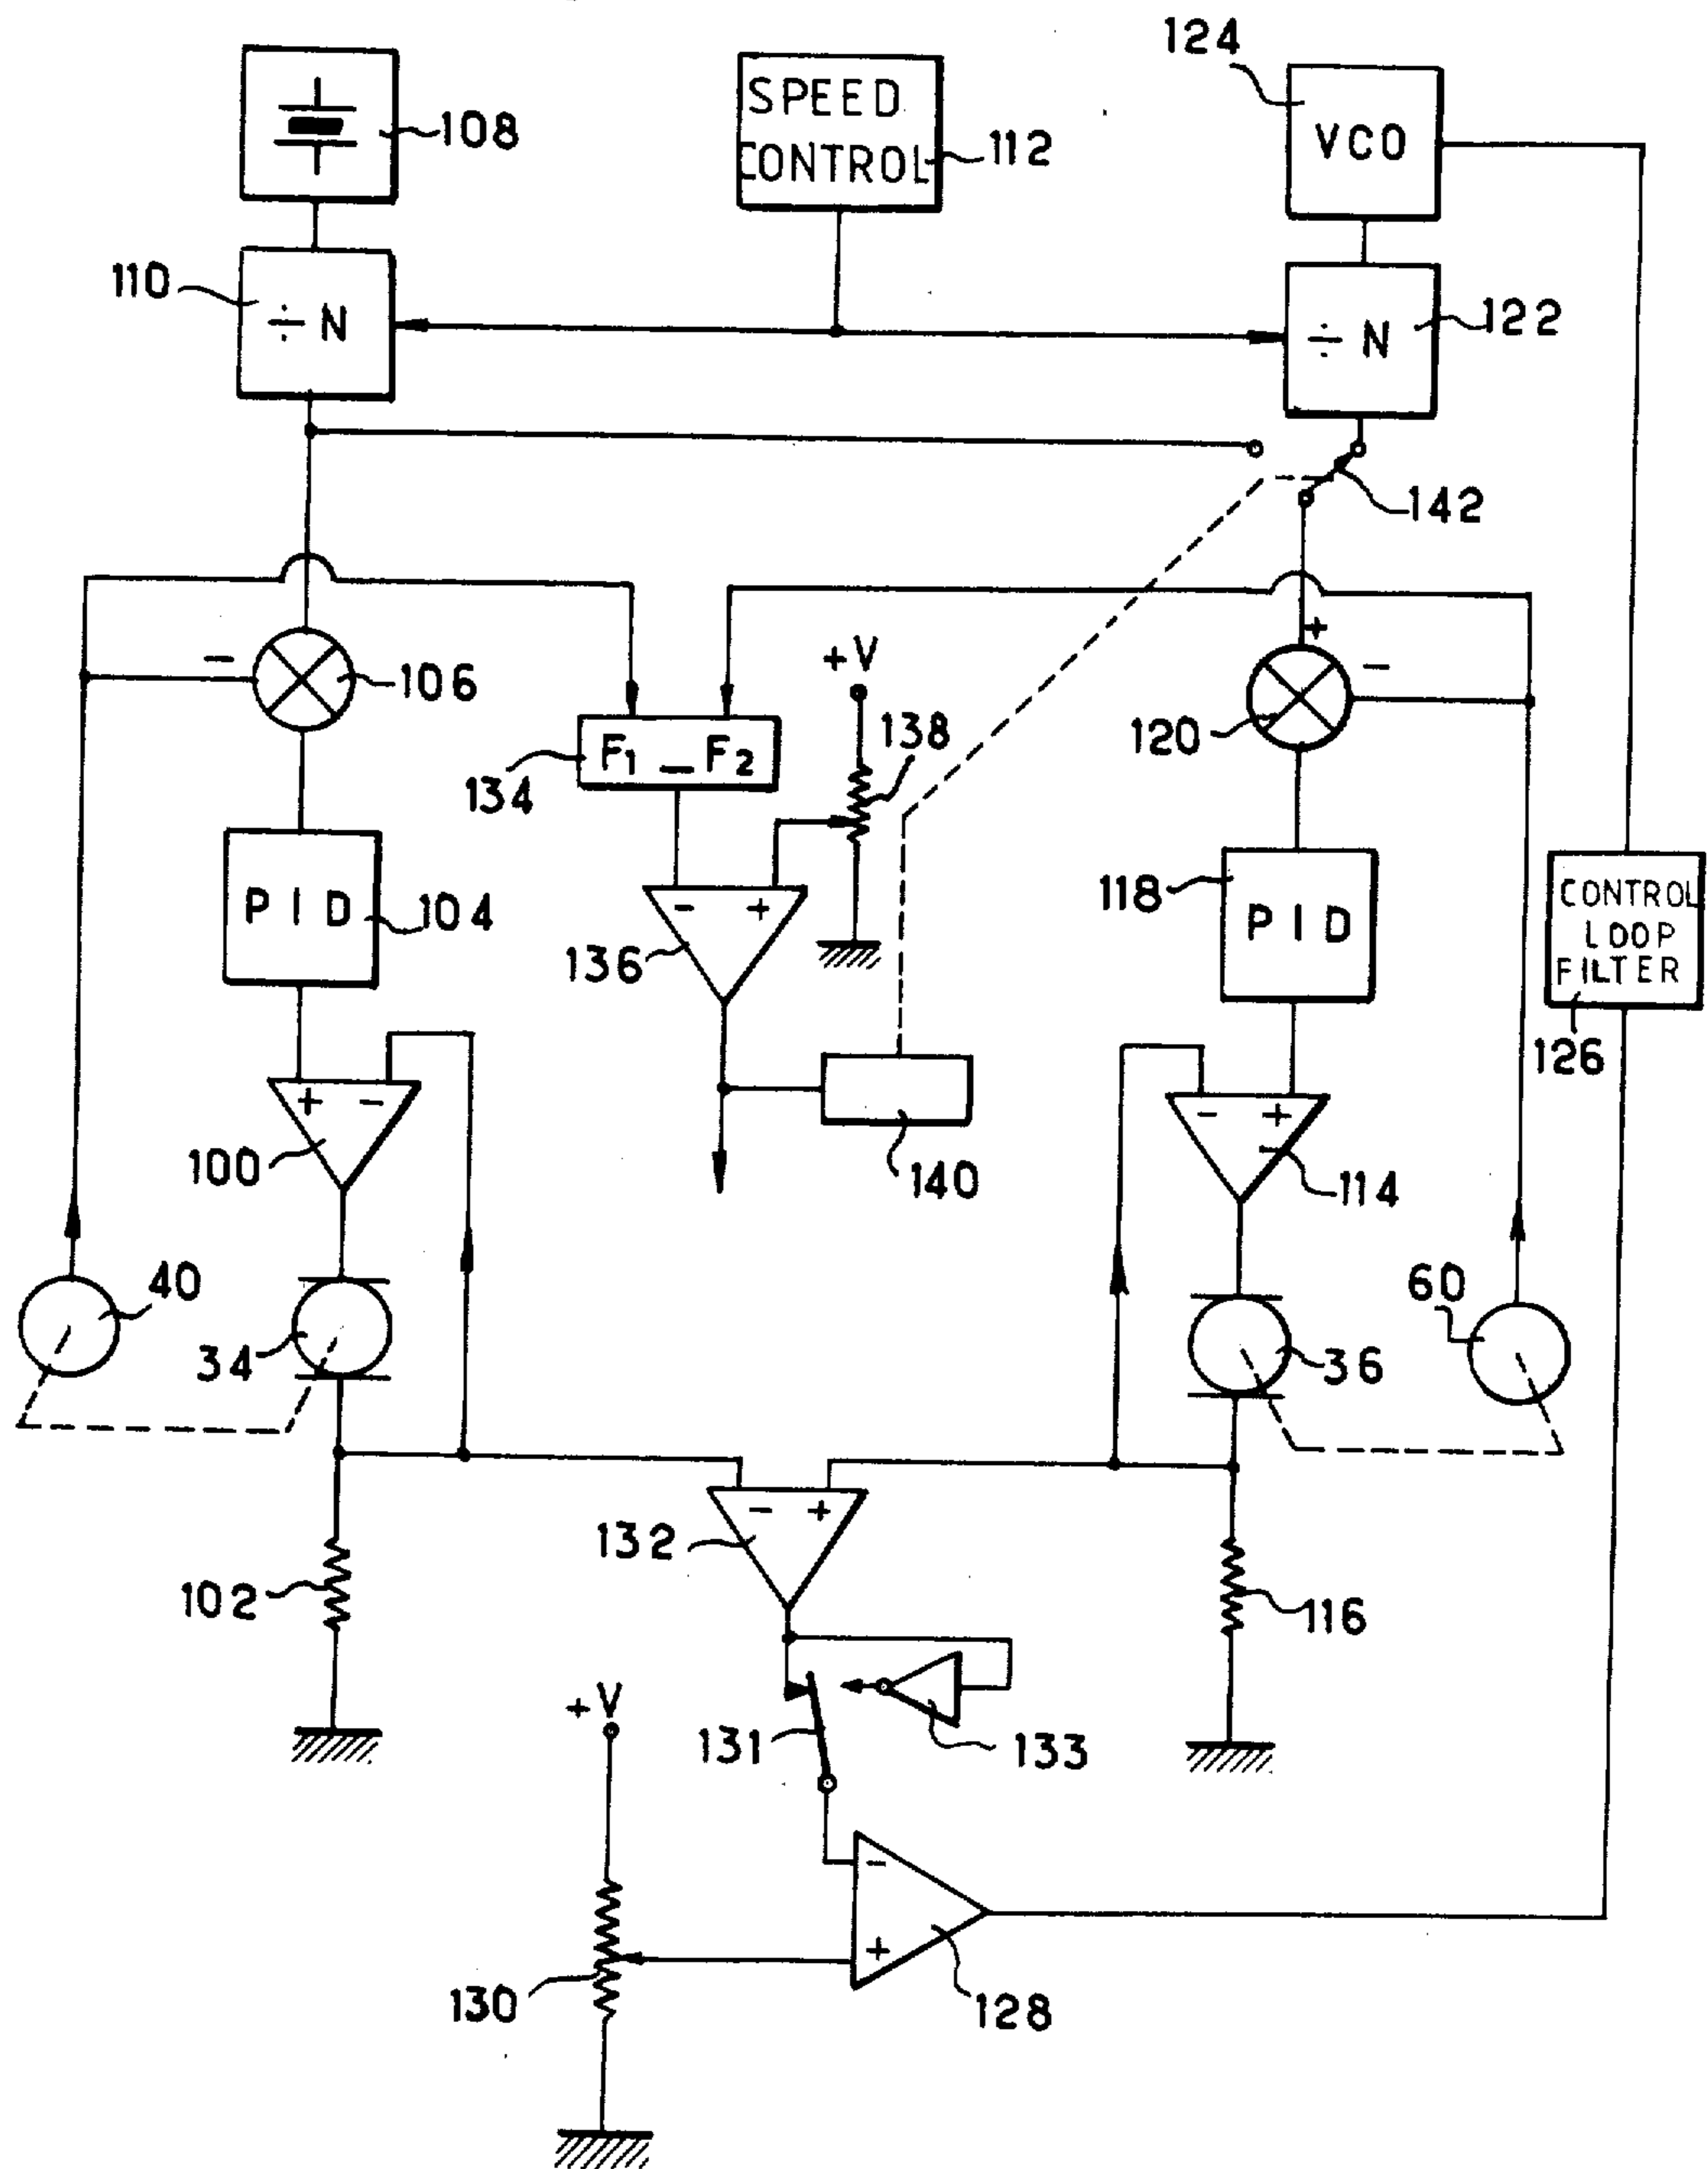 124
SPEED
CONTROL
108
112
VCO
110
÷ N
÷ N
122
142
+V
+
−
−
106
138
120
F1 − F2
134
PID
104
118
PID
CONTROL
LOOP
FILTER
− +
136
126
+ −
− +
100
140
114
40
60
34
36
− +
132
102
116
+V
131
133
−
+
130
128